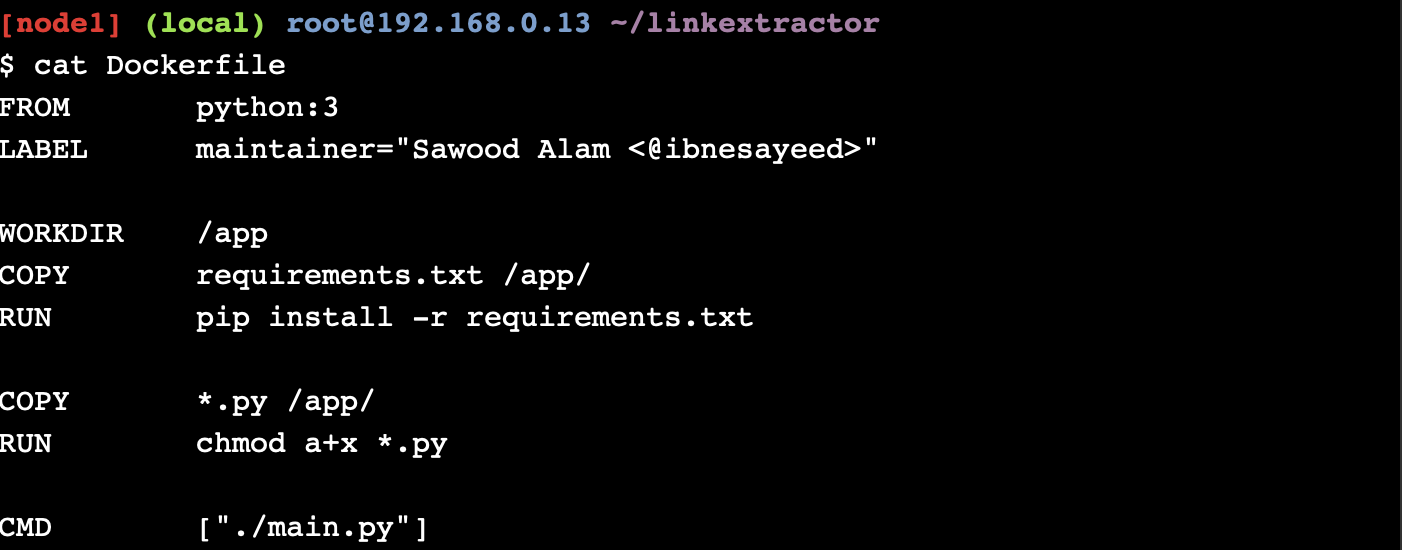 [node1] (local) root@192.168.0.13 ~/linkextractor
$ cat Dockerfile
FROM       python:3
LABEL      maintainer="Sawood Alam <@ibnesayeed>"

WORKDIR    /app
COPY       requirements.txt /app/
RUN        pip install -r requirements.txt

COPY       *.py /app/
RUN        chmod a+x *.py

CMD        ["./main.py"]